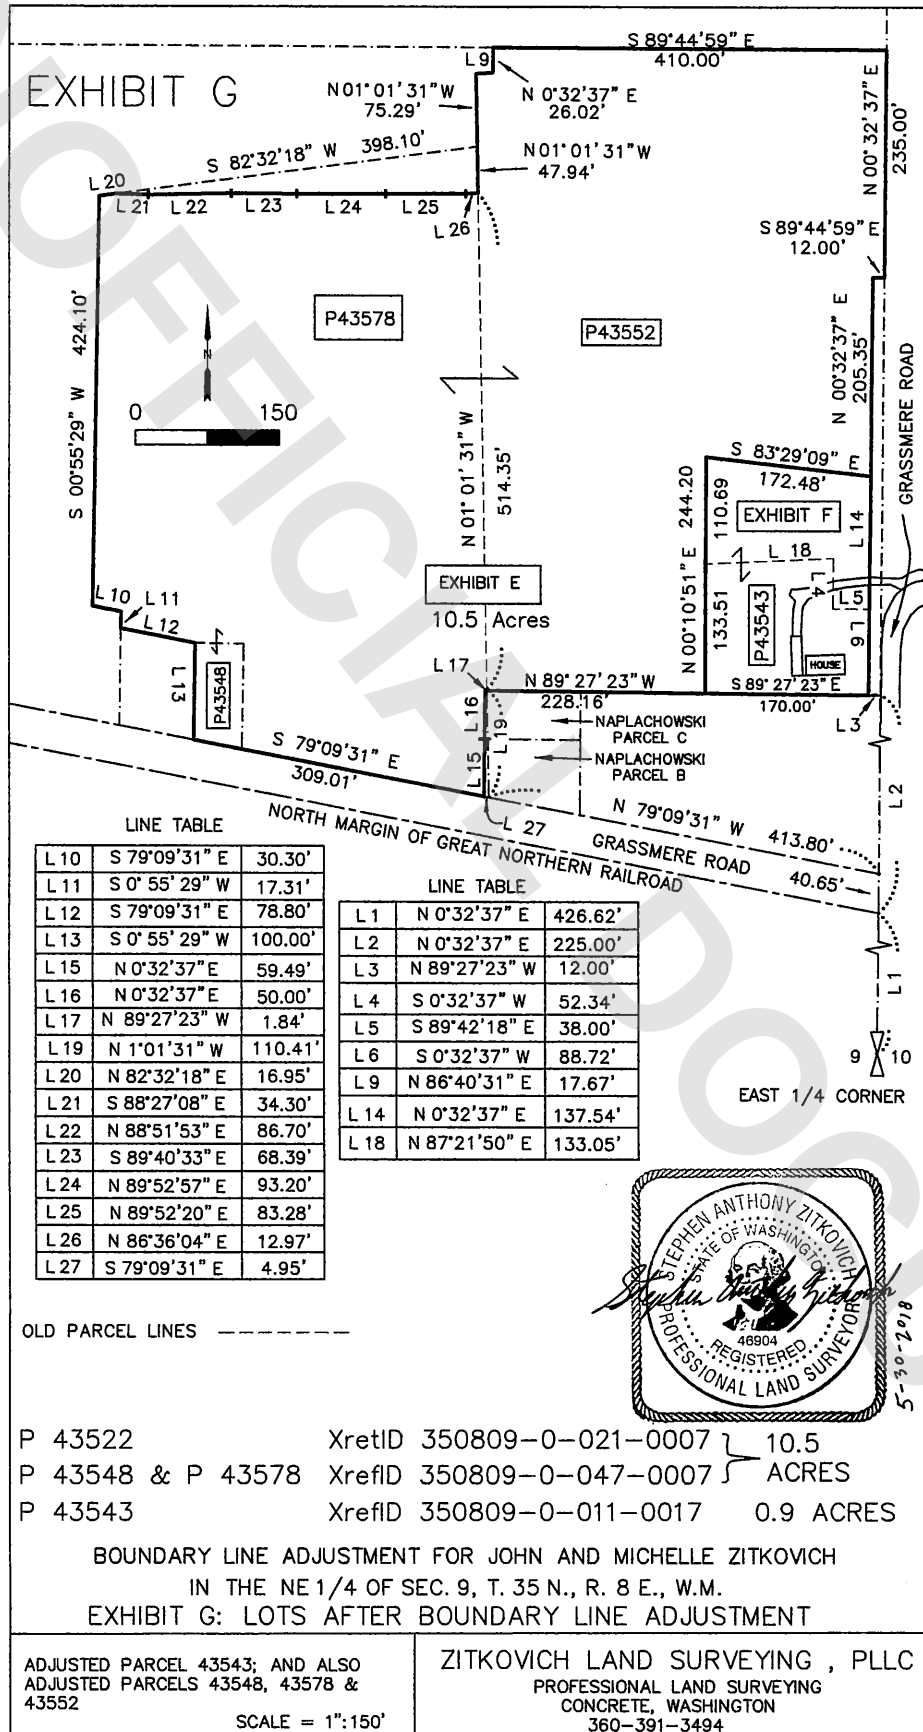 EXHIBIT G
S 89°44'59" E
410.00'
L9
N 0°32'37" E
26.02'
N01°01'31"W
75.29'
S 82°32'18" W 398.10'
N01°01'31"W
47.94'
N 00°32'37" E
235.00'
L 20
L 21 L 22 L 23 L 24 L 25
L 26
S 89°44'59" E
12.00'
S 00°55'29" W 424.10'
P43578
P43552
N
0 150
N 01°01'31" W
514.35'
N 00°32'37" E
205.35'
GRASSMERE ROAD
S 83°29'09" E
172.48'
N 00°10'51" E 244.20
110.69
133.51
EXHIBIT F
L 14
L 18
L 4
L5
L6
P43543
HOUSE
EXHIBIT E
10.5 Acres
L 10 L 11
L 12
L 13
P43548
L 17
N 89°27'23" W
228.16'
S 89°27'23" E
170.00'
L 3
L 16
L 19
L 15
NAPLACHOWSKI
PARCEL C
NAPLACHOWSKI
PARCEL B
L2
S 79°09'31" E
309.01'
L 27
N 79°09'31" W 413.80'
GRASSMERE ROAD
40.65'
NORTH MARGIN OF GREAT NORTHERN RAILROAD
L1
9 10
EAST 1/4 CORNER
LINE TABLE
L 10 S 79°09'31" E 30.30'
L 11 S 0°55'29" W 17.31'
L12 S 79°09'31" E 78.80'
L13 S 0°55'29" W 100.00'
L 15 N 0°32'37"E 59.49'
L 16 N 0°32'37"E 50.00'
L 17 N 89°27'23" W 1.84'
L 19 N 1°01'31" W 110.41'
L 20 N 82°32'18" E 16.95'
L 21 S 88°27'08" E 34.30'
L 22 N 88°51'53" E 86.70'
L 23 S 89°40'33" E 68.39'
L 24 N 89°52'57" E 93.20'
L 25 N 89°52'20" E 83.28'
L 26 N 86°36'04" E 12.97'
L 27 S 79°09'31" E 4.95'
LINE TABLE
L 1 N 0°32'37" E 426.62'
L 2 N 0°32'37" E 225.00'
L 3 N 89°27'23" W 12.00'
L 4 S 0°32'37" W 52.34'
L 5 S 89°42'18" E 38.00'
L 6 S 0°32'37" W 88.72'
L 9 N 86°40'31" E 17.67'
L 14 N 0°32'37" E 137.54'
L 18 N 87°21'50" E 133.05'
STEPHEN ANTHONY ZITKOVICH
STATE OF WASHINGTON
46904
REGISTERED
PROFESSIONAL LAND SURVEYOR
Stephen Anthony Zitkovich
5-30-2018
OLD PARCEL LINES
P 43522 XretID 350809-0-021-0007
P 43548 & P 43578 XrefID 350809-0-047-0007
10.5
ACRES
P 43543 XrefID 350809-0-011-0017 0.9 ACRES
BOUNDARY LINE ADJUSTMENT FOR JOHN AND MICHELLE ZITKOVICH
IN THE NE 1/4 OF SEC. 9, T. 35 N., R. 8 E., W.M.
EXHIBIT G: LOTS AFTER BOUNDARY LINE ADJUSTMENT
ADJUSTED PARCEL 43543; AND ALSO
ADJUSTED PARCELS 43548, 43578 &
43552
SCALE = 1":150'
ZITKOVICH LAND SURVEYING , PLLC
PROFESSIONAL LAND SURVEYING
CONCRETE, WASHINGTON
360-391-3494